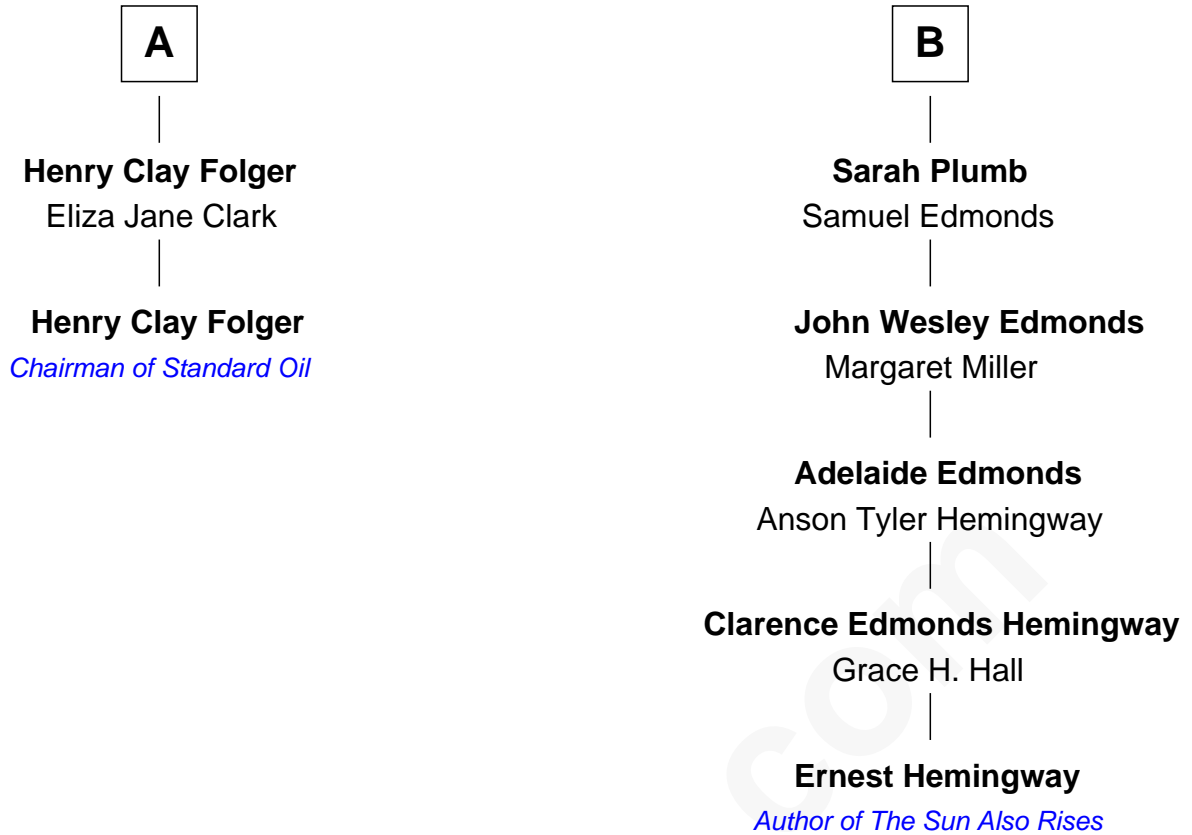 A
Henry Clay Folger
Eliza Jane Clark
Henry Clay Folger
Chairman of Standard Oil
B
Sarah Plumb
Samuel Edmonds
John Wesley Edmonds
Margaret Miller
Adelaide Edmonds
Anson Tyler Hemingway
Clarence Edmonds Hemingway
Grace H. Hall
Ernest Hemingway
Author of The Sun Also Rises
com